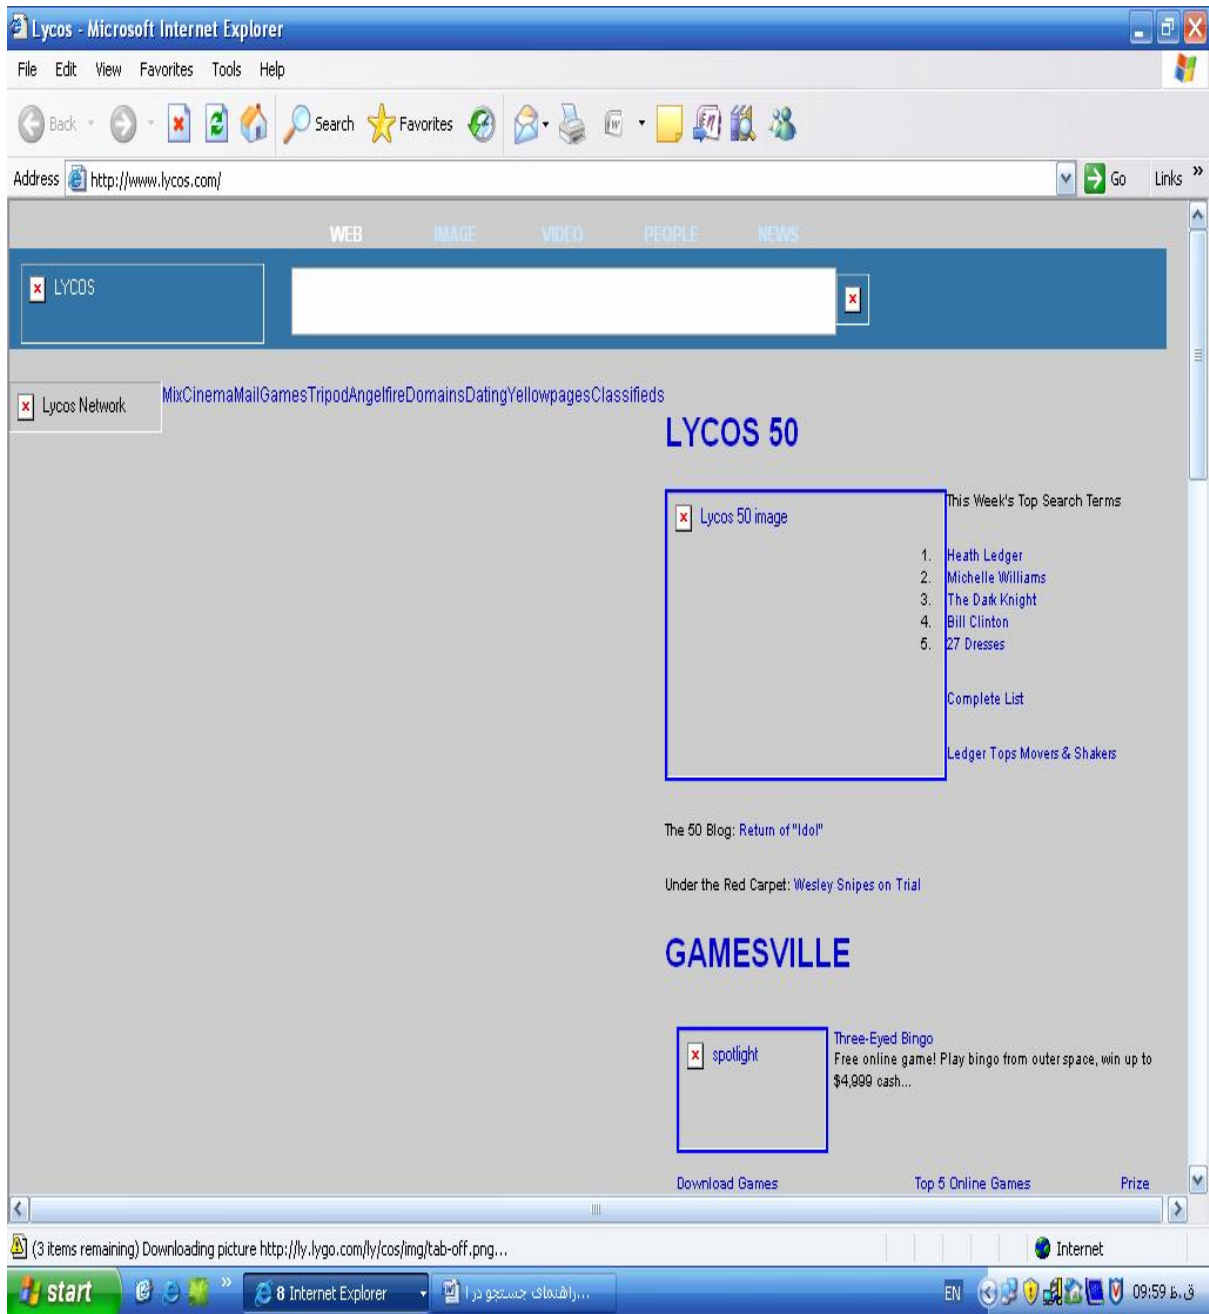 Lycos - Microsoft Internet Explorer
File Edit View Favorites Tools Help
Back Search Favorites
Address http://www.lycos.com/ Go Links »
WEB IMAGE VIDEO PEOPLE NEWS
LYCOS
Lycos Network MixCinemaMailGamesTripodAngelfireDomainsDatingYellowpagesClassifieds
LYCOS 50
Lycos 50 image
This Week's Top Search Terms
1. Heath Ledger
2. Michelle Williams
3. The Dark Knight
4. Bill Clinton
5. 27 Dresses
Complete List
Ledger Tops Movers & Shakers
The 50 Blog: Return of "Idol"
Under the Red Carpet: Wesley Snipes on Trial
GAMESVILLE
spotlight
Three-Eyed Bingo
Free online game! Play bingo from outer space, win up to
$4,999 cash...
Download Games Top 5 Online Games Prize
(3 items remaining) Downloading picture http://ly.lygo.com/ly/cos/img/tab-off.png... Internet
start » 8 Internet Explorer راهنمای جستجو در ا... EN 09:59 ق.ظ